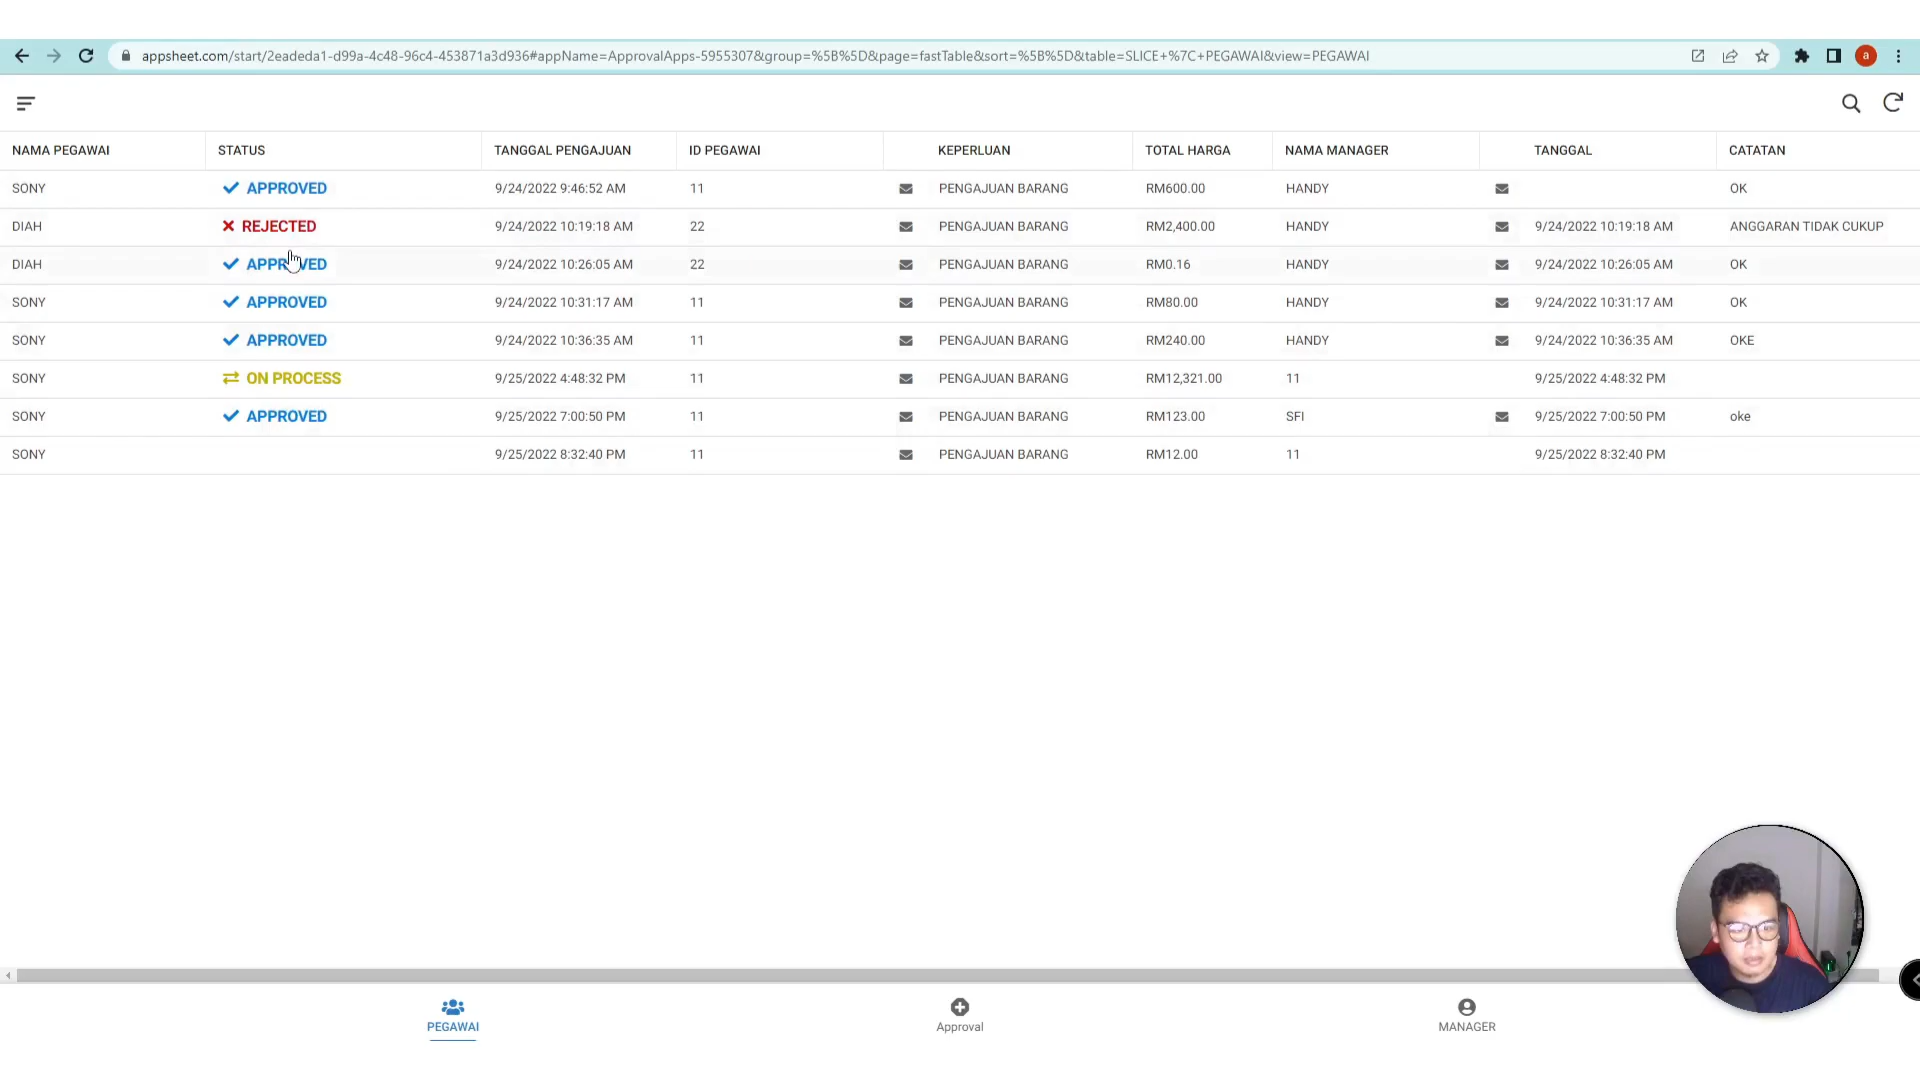 appsheet.com/start/2eadeda1-d99a-4c48-96c4-453871a3d936#appName=ApprovalApps-5955307&group=%5B%5D&page=fastTable&sort=%5B%5D&table=SLICE+%7C+PEGAWAI&view=PEGAWAI a
NAMA PEGAWAI STATUS TANGGAL PENGAJUAN ID PEGAWAI KEPERLUAN TOTAL HARGA NAMA MANAGER TANGGAL CATATAN
SONY APPROVED 9/24/2022 9:46:52 AM 11 PENGAJUAN BARANG RM600.00 HANDY OK
DIAH REJECTED 9/24/2022 10:19:18 AM 22 PENGAJUAN BARANG RM2,400.00 HANDY 9/24/2022 10:19:18 AM ANGGARAN TIDAK CUKUP
DIAH APPROVED 9/24/2022 10:26:05 AM 22 PENGAJUAN BARANG RM0.16 HANDY 9/24/2022 10:26:05 AM OK
SONY APPROVED 9/24/2022 10:31:17 AM 11 PENGAJUAN BARANG RM80.00 HANDY 9/24/2022 10:31:17 AM OK
SONY APPROVED 9/24/2022 10:36:35 AM 11 PENGAJUAN BARANG RM240.00 HANDY 9/24/2022 10:36:35 AM OKE
SONY ON PROCESS 9/25/2022 4:48:32 PM 11 PENGAJUAN BARANG RM12,321.00 11 9/25/2022 4:48:32 PM
SONY APPROVED 9/25/2022 7:00:50 PM 11 PENGAJUAN BARANG RM123.00 SFI 9/25/2022 7:00:50 PM oke
SONY 9/25/2022 8:32:40 PM 11 PENGAJUAN BARANG RM12.00 11 9/25/2022 8:32:40 PM
PEGAWAI Approval MANAGER